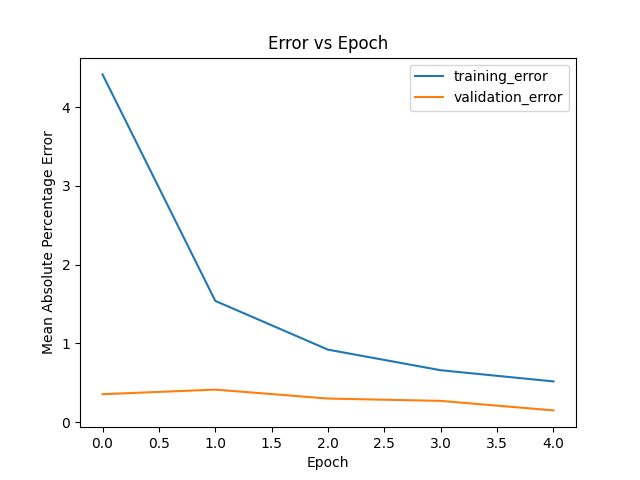 Error vs Epoch
training_error
validation_error
Mean Absolute Percentage Error
4
3
2
1
0
0.0 0.5 1.0 1.5 2.0 2.5 3.0 3.5 4.0
Epoch